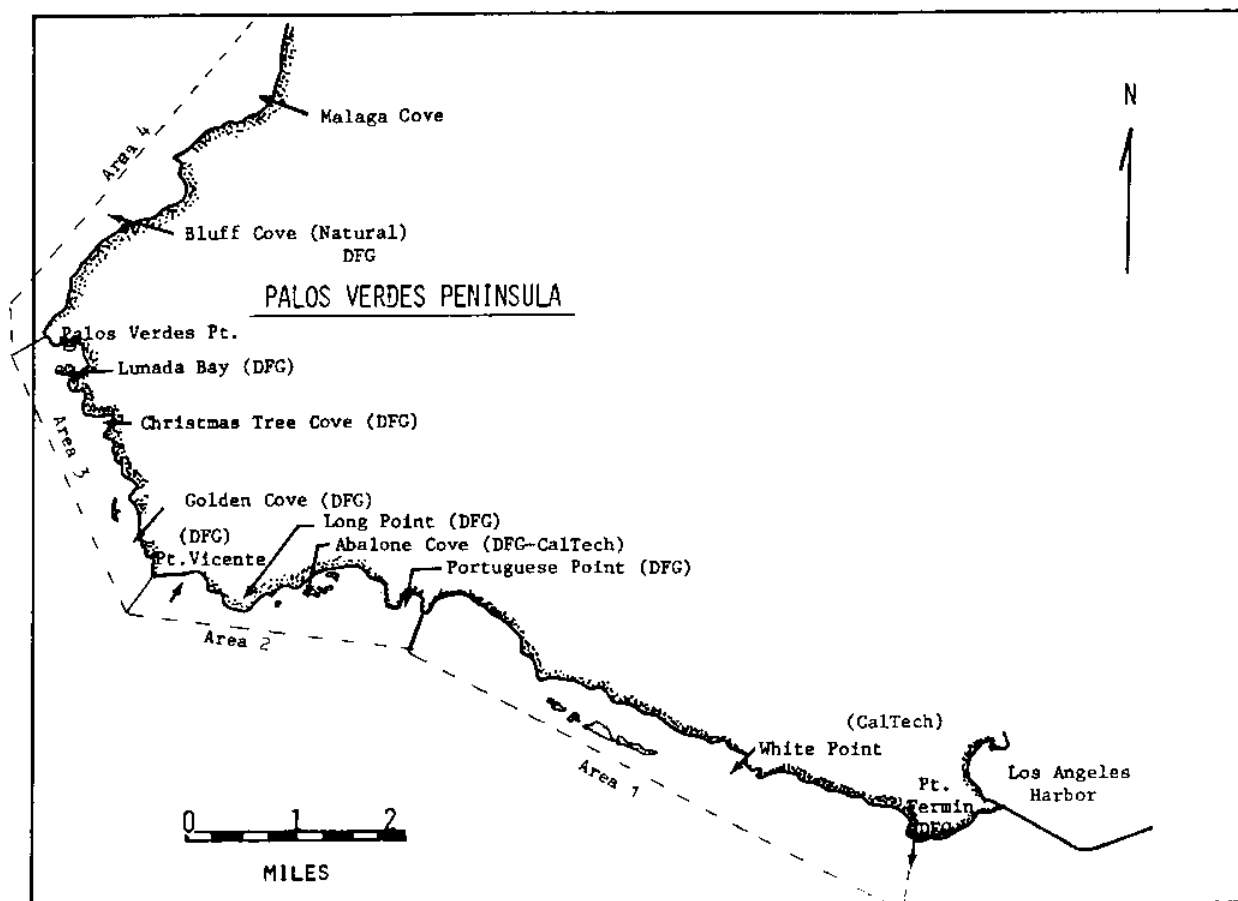 N
Malaga Cove
Area 4
Bluff Cove (Natural)
DFG
PALOS VERDES PENINSULA
Palos Verdes Pt.
Lunada Bay (DFG)
Christmas Tree Cove (DFG)
Area 3
Golden Cove (DFG)
(DFG)
Pt.Vicente
Long Point (DFG)
Abalone Cove (DFG-CalTech)
Portuguese Point (DFG)
Area 2
(CalTech)
White Point
Area 1
Pt.
Fermin
(DFG)
Los Angeles
Harbor
0 1 2
MILES